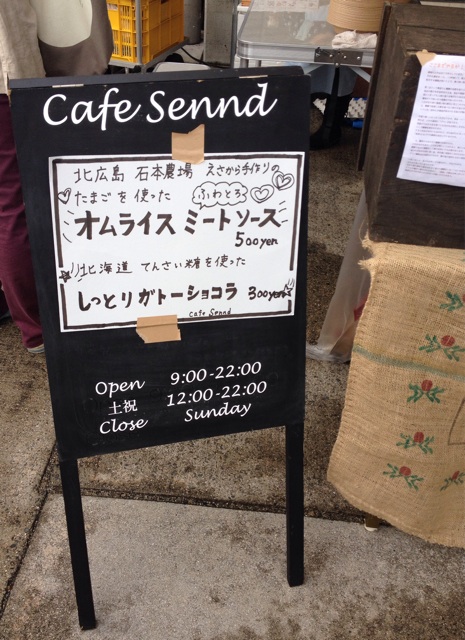 Cafe Sennd
北広島 石本農場 えさから手作りの
たまごを使った ふわとろ
オムライス ミートソース
500yen
北海道 てんさい糖を使った
しっとりガトーショコラ 300yen
cafe Sennd
Open 9:00-22:00
土祝 12:00-22:00
Close Sunday